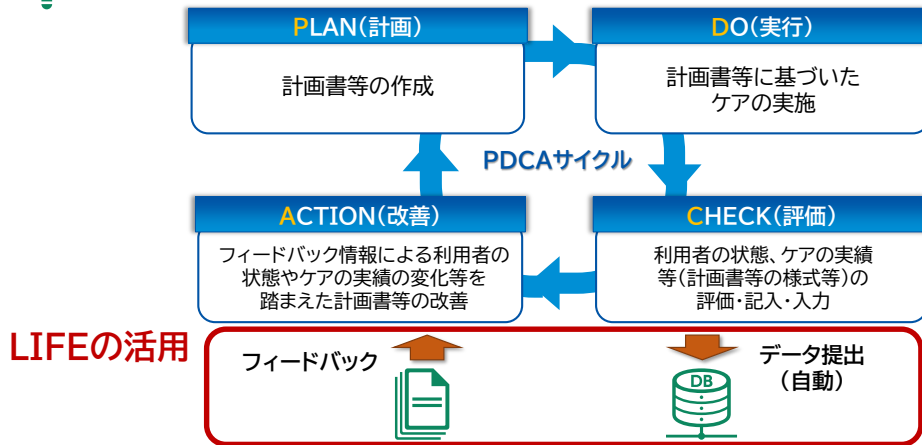 PLAN(計画)
計画書等の作成
DO(実行)
計画書等に基づいた
ケアの実施
PDCAサイクル
ACTION(改善)
フィードバック情報による利用者の
状態やケアの実績の変化等を
踏まえた計画書等の改善
CHECK(評価)
利用者の状態、ケアの実績
等(計画書等の様式等)の
評価・記入・入力
LIFEの活用
フィードバック
DB
データ提出
(自動)